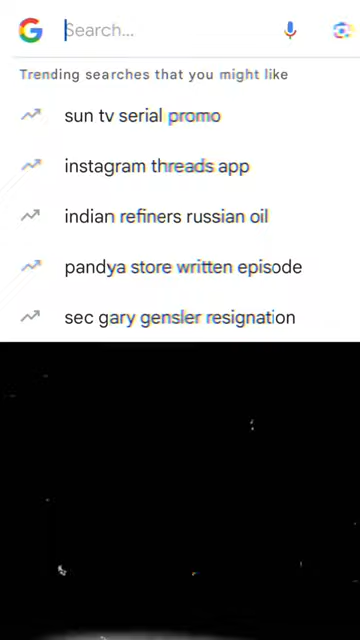 Search...
Trending searches that you might like
sun tv serial promo
instagram threads app
indian refiners russian oil
pandya store written episode
sec gary gensler resignation